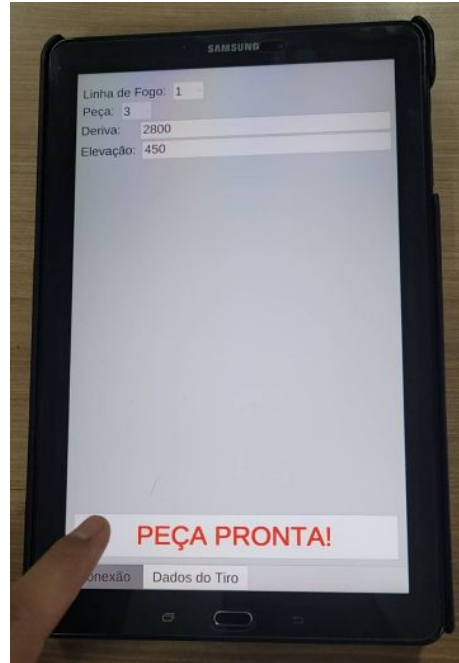 SAMSUNG
Linha de Fogo: 1
Peça: 3
Deriva: 2800
Elevação: 450
PEÇA PRONTA!
onexão Dados do Tiro